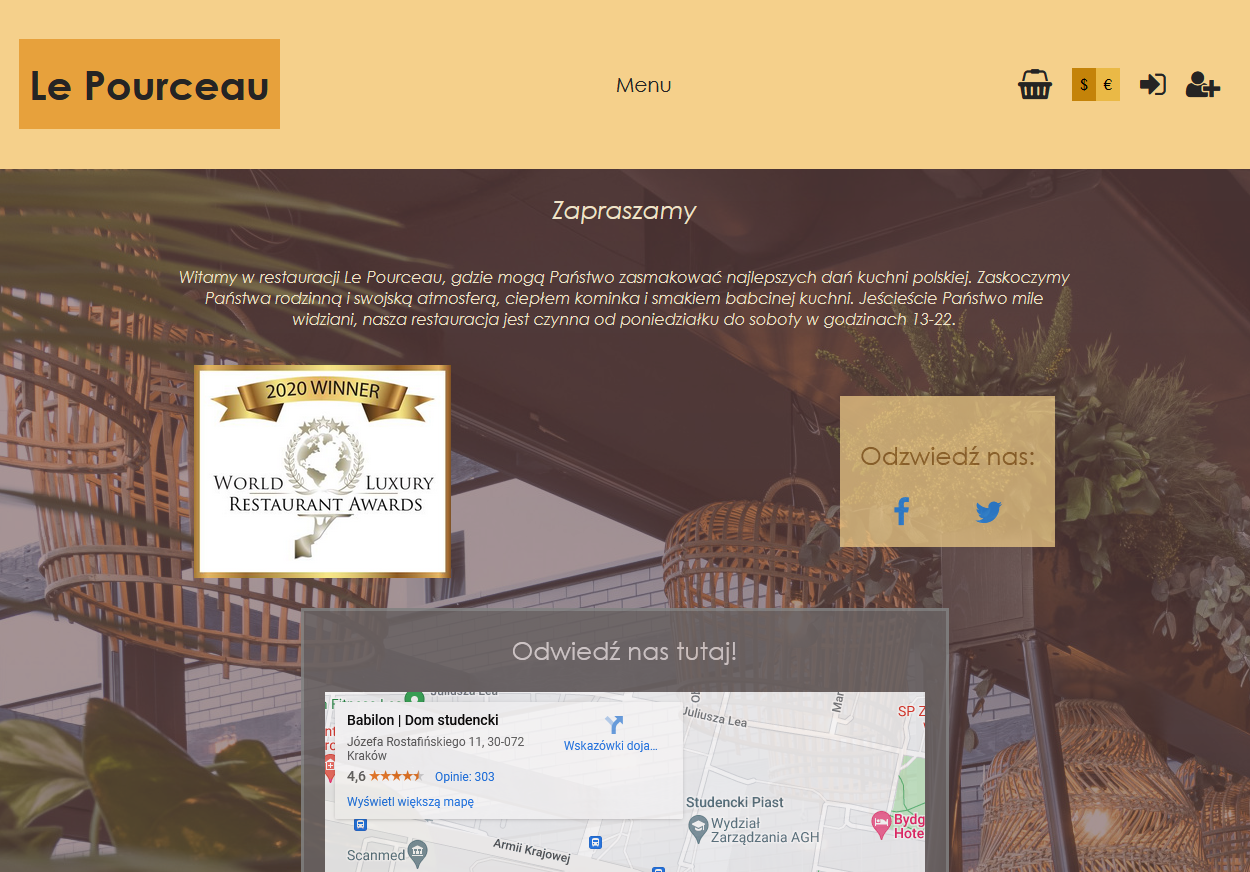 Le Pourceau
Menu
$ €
Zapraszamy
Witamy w restauracji Le Pourceau, gdzie mogą Państwo zasmakować najlepszych dań kuchni polskiej. Zaskoczymy
Państwa rodzinną i swojską atmosferą, ciepłem kominka i smakiem babcinej kuchni. Jeścieście Państwo mile
widziani, nasza restauracja jest czynna od poniedziałku do soboty w godzinach 13-22.
2020 WINNER
WORLD LUXURY
RESTAURANT AWARDS
Odzwiedź nas:
Odwiedź nas tutaj!
Juliusza Lea
Babilon | Dom studencki
Józefa Rostafińskiego 11, 30-072
Kraków
4,6 Opinie: 303
Wyświetl większą mapę
Wskazówki doja...
Juliusza Lea
SP
Studencki Piast
Wydział
Zarządzania AGH
Scanmed
Armii Krajowej